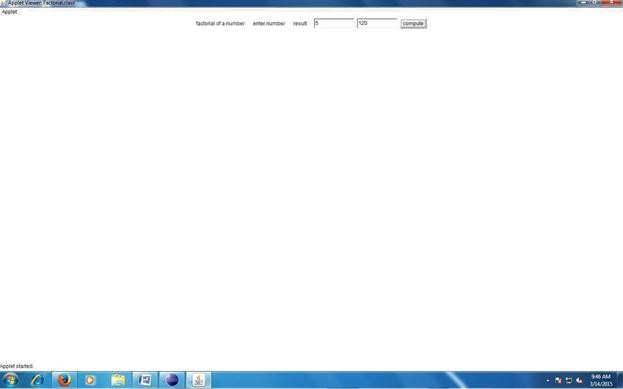 Applet Viewer: Factorial.class
Applet
factorial of a number enter number result 5 120 compute
Applet started.
9:46 AM
3/14/2015